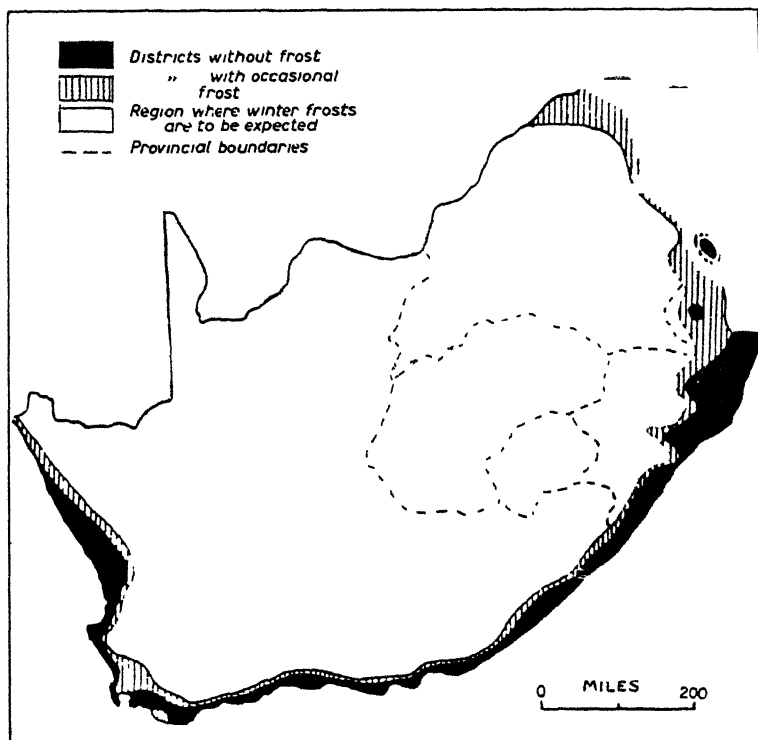 Districts without frost
" with occasional
frost
Region where winter frosts
are to be expected
Provincial boundaries
0 MILES 200